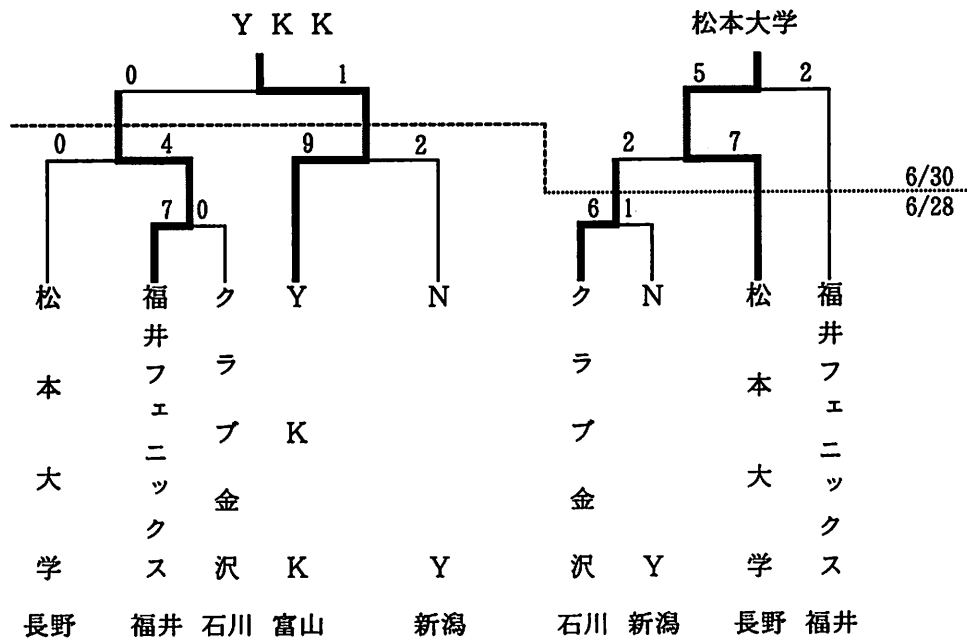 YKK
松本大学
0 1
5 2
0 4 9 2
2 7
6/30
6/28
7 0
6 1
松本大学
福井フェニックス
クラブ金沢
YKK
NY
クラブ金沢
NY
松本大学
福井フェニックス
長野 福井 石川 富山 新潟 石川 新潟 長野 福井